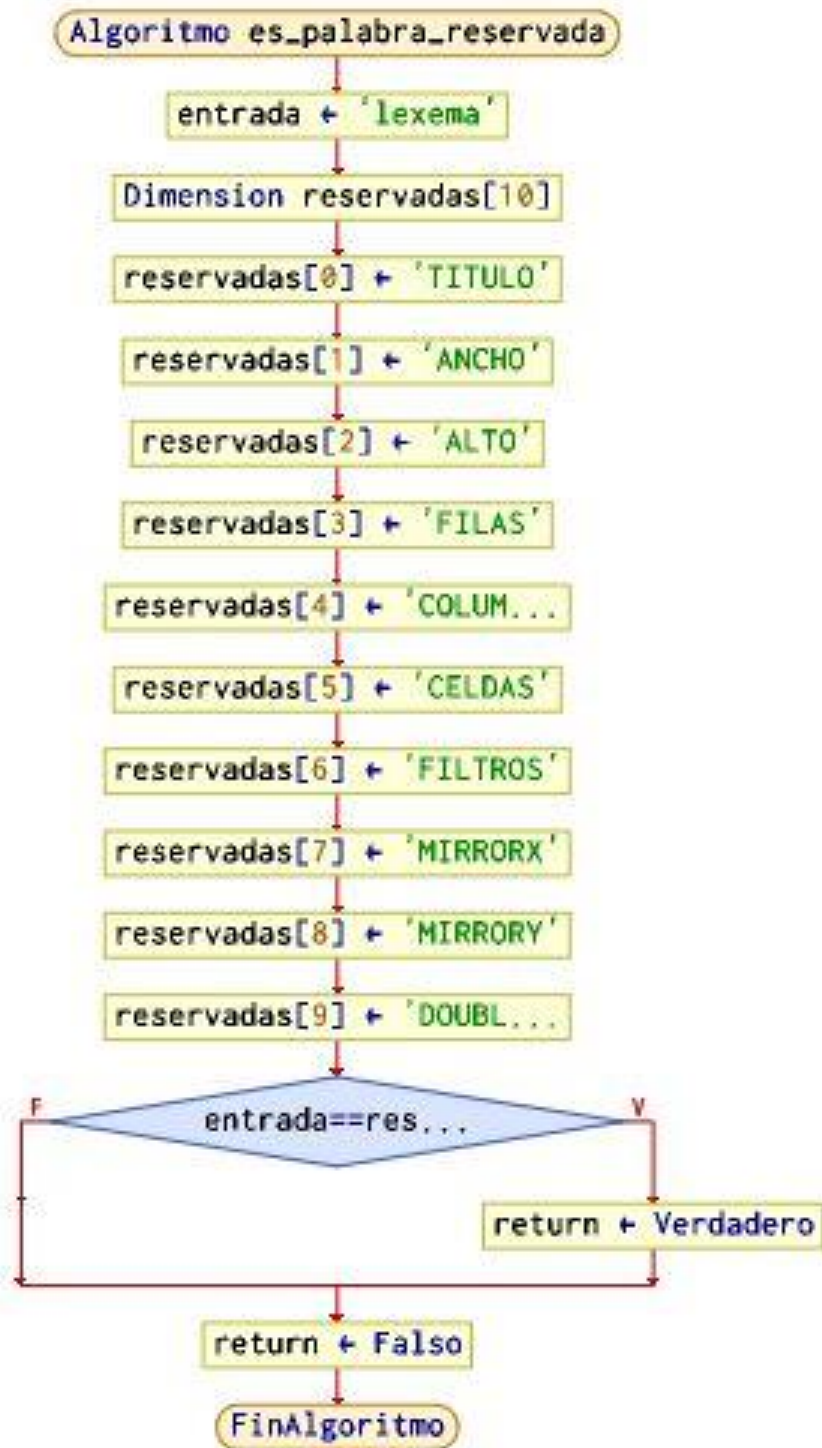 Algoritmo es_palabra_reservada
entrada ← 'lexema'
Dimension reservadas[10]
reservadas[0] ← 'TITULO'
reservadas[1] ← 'ANCHO'
reservadas[2] ← 'ALTO'
reservadas[3] ← 'FILAS'
reservadas[4] ← 'COLUM...
reservadas[5] ← 'CELDAS'
reservadas[6] ← 'FILTROS'
reservadas[7] ← 'MIRRORX'
reservadas[8] ← 'MIRRORY'
reservadas[9] ← 'DOUBL...
F
entrada==res...
V
return ← Verdadero
return ← Falso
FinAlgoritmo